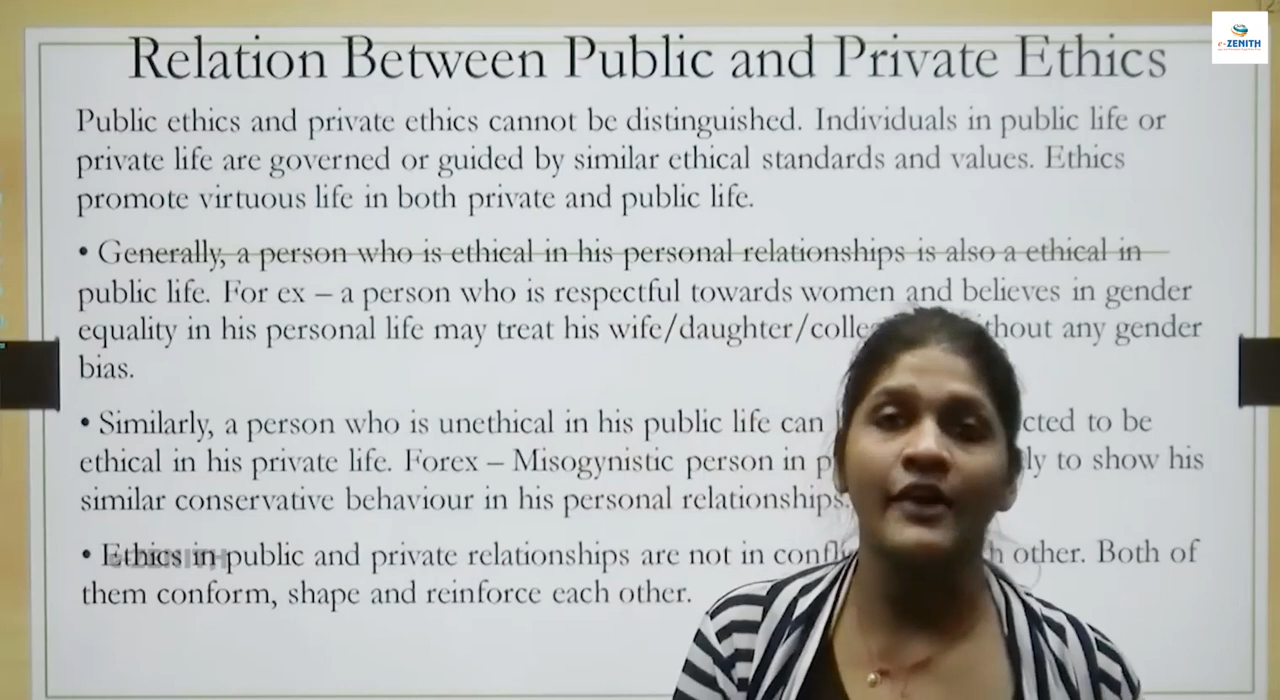 e-ZENITH
Relation Between Public and Private Ethics
Public ethics and private ethics cannot be distinguished. Individuals in public life or
private life are governed or guided by similar ethical standards and values. Ethics
promote virtuous life in both private and public life.
• Generally, a person who is ethical in his personal relationships is also a ethical in
public life. For ex – a person who is respectful towards women and believes in gender
equality in his personal life may treat his wife/daughter/colle thout any gender
bias.
• Similarly, a person who is unethical in his public life can cted to be
ethical in his private life. Forex – Misogynistic person in p ly to show his
similar conservative behaviour in his personal relationships.
• Ethics in public and private relationships are not in confl h other. Both of
them conform, shape and reinforce each other.